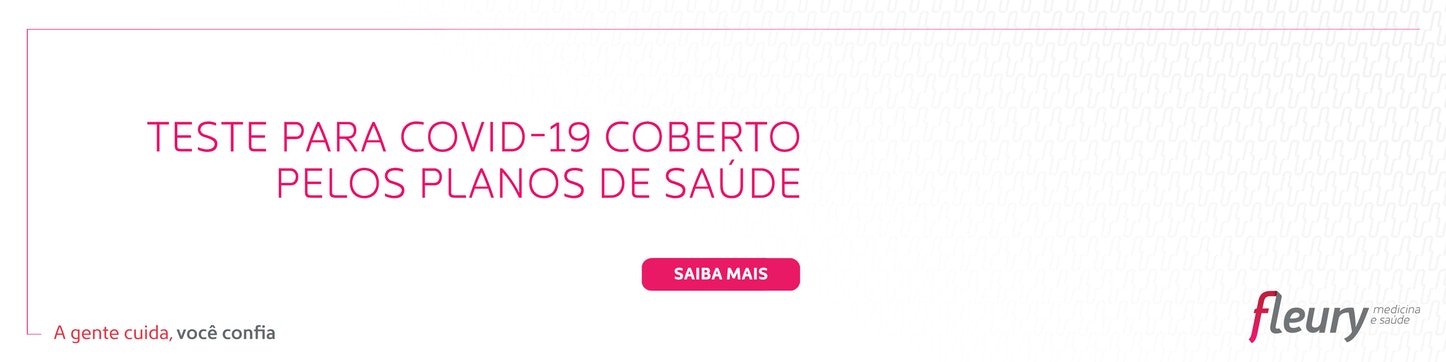 TESTE PARA COVID-19 COBERTO
PELOS PLANOS DE SAÚDE
SAIBA MAIS
A gente cuida, você confia
fleury medicina
e saúde